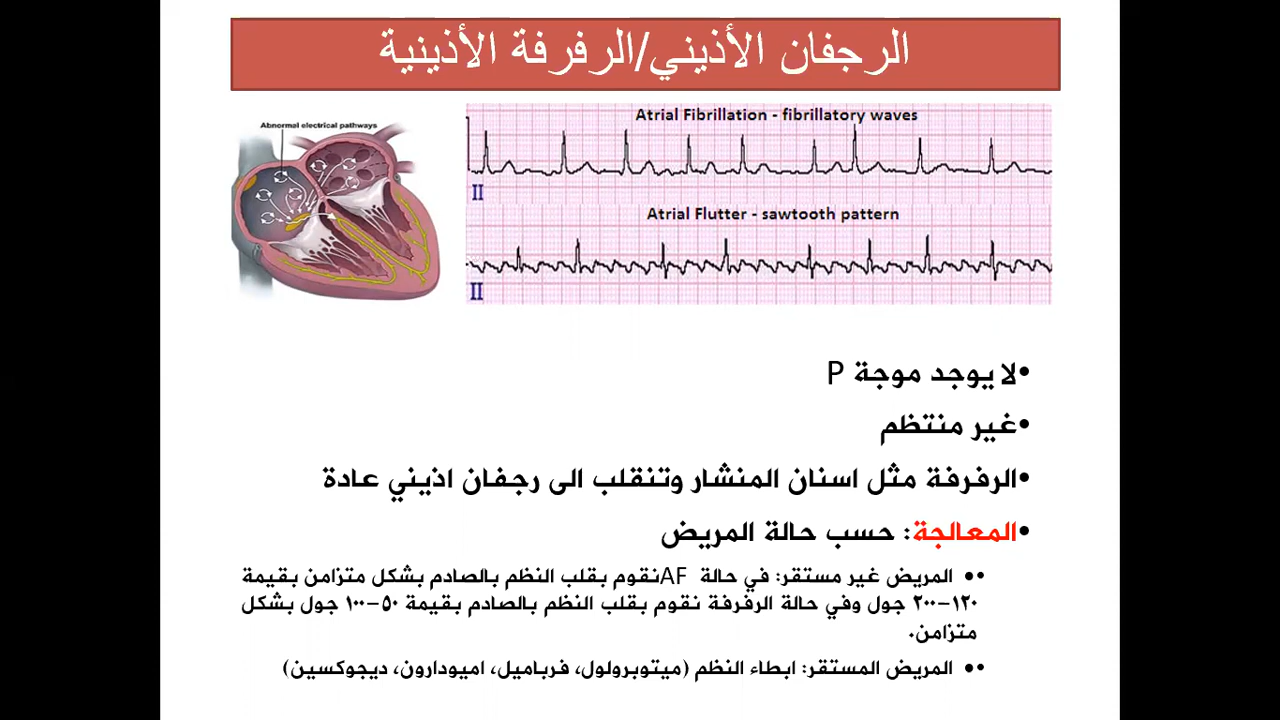 الرجفان الأذيني/الرفرفة الأذينية
Abnormal electrical pathways
Atrial Fibrillation - fibrillatory waves
II
Atrial Flutter - sawtooth pattern
II
•لا يوجد موجة P
•غير منتظم
•الرفرفة مثل اسنان المنشار وتنقلب الى رجفان اذيني عادة
•المعالجة: حسب حالة المريض
•• المريض غير مستقر: في حالة AFنقوم بقلب النظم بالصادم بشكل متزامن بقيمة
١٢٠–٢٠٠ جول وفي حالة الرفرفة نقوم بقلب النظم بالصادم بقيمة ٥٠–١٠٠ جول بشكل
متزامن.
•• المريض المستقر: ابطاء النظم (ميتوبرولول، فرباميل، اميودارون، ديجوكسين)